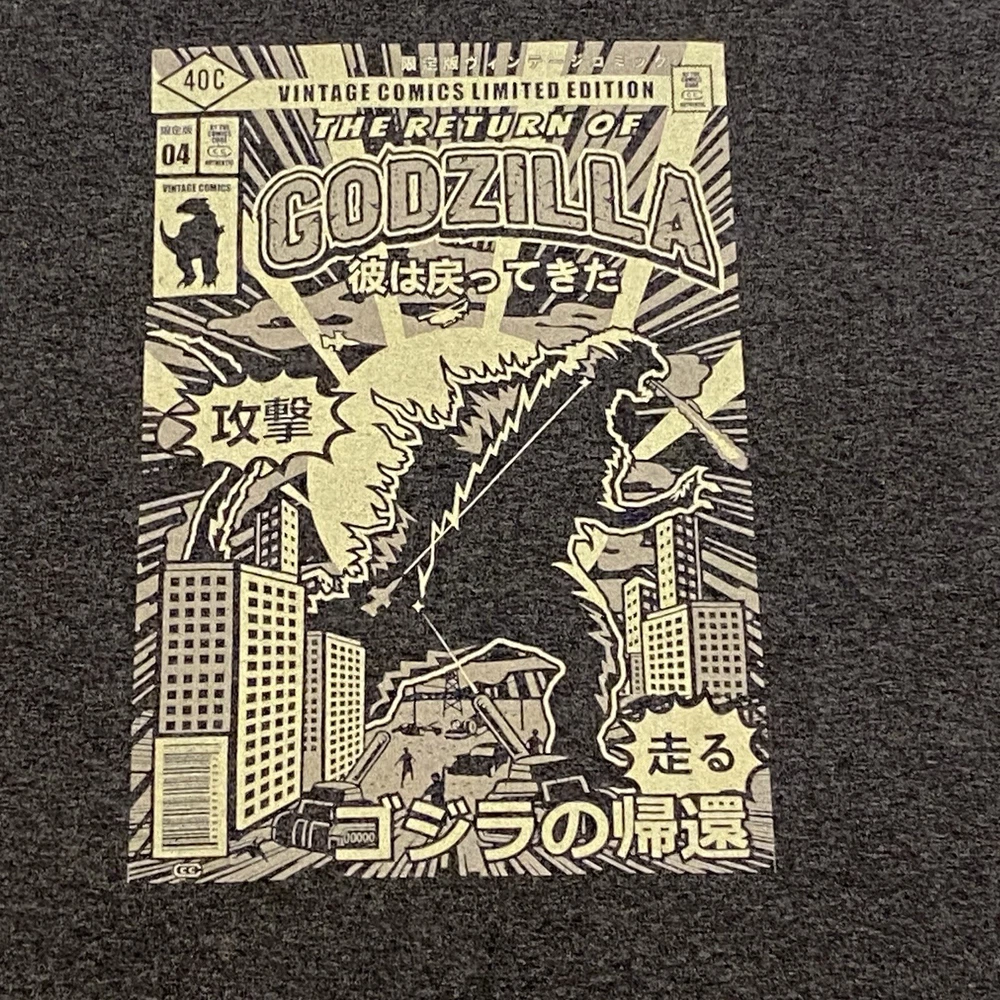 限定版ヴィンテージコミック
40C
VINTAGE COMICS LIMITED EDITION
THE RETURN OF
限定版
04
VINTAGE COMICS
GODZILLA
彼は戻ってきた
攻撃
走る
ゴジラの帰還
00000
CC